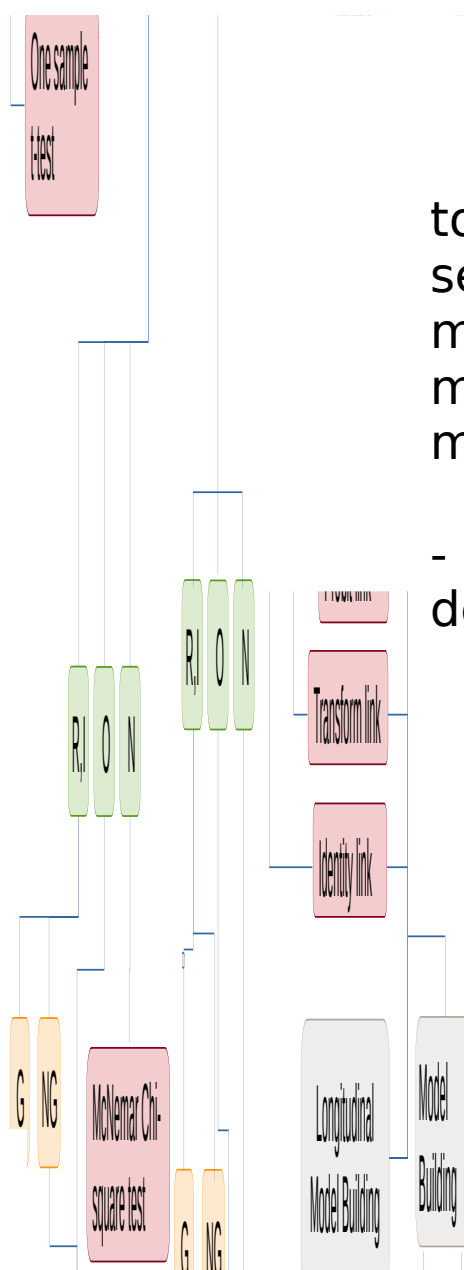 One sample
t-test
R,I
O
N
R,I
O
N
Transform link
Identity link
G
NG
McNemar Chi-
square test
G
NG
Longitudinal
Model Building
Model
Building
-